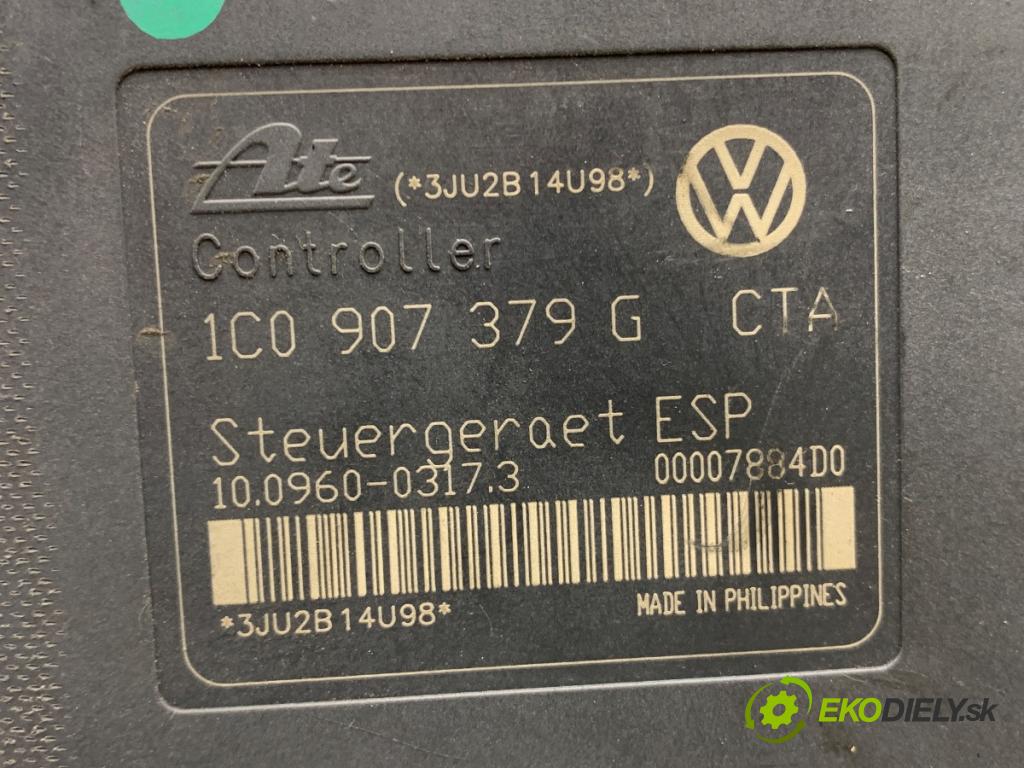 Ate (*3JU2B14U98*)
Controller
1C0 907 379 G CTA
Steuergeraet ESP
10.0960-0317.3 00007884D0
*3JU2B14U98* MADE IN PHILIPPINES
EKODIELY.sk